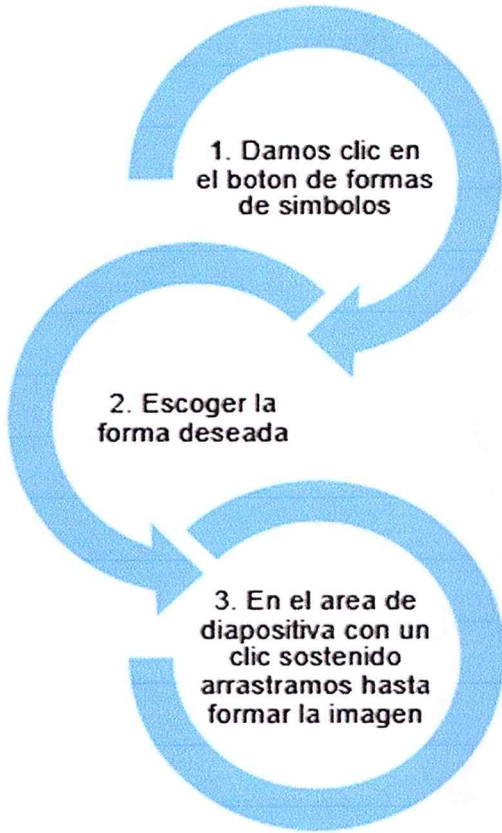 1. Damos clic en
el boton de formas
de simbolos
2. Escoger la
forma deseada
3. En el area de
diapositiva con un
clic sostenido
arrastramos hasta
formar la imagen